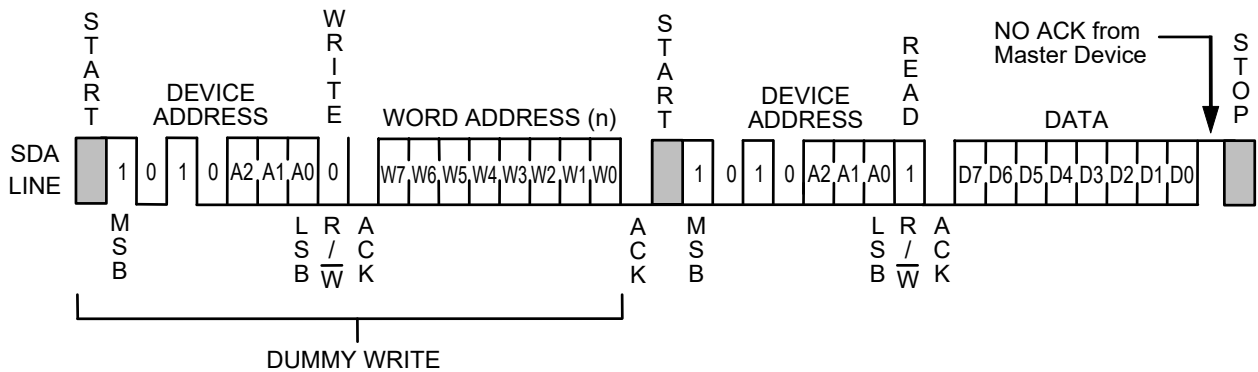 START
WRITE
START
READ
NO ACK from
Master Device
STOP
DEVICE
ADDRESS
WORD ADDRESS (n)
DEVICE
ADDRESS
DATA
SDA
LINE
1 0 1 0 A2 A1 A0 0 W7 W6 W5 W4 W3 W2 W1 W0 1 0 1 0 A2 A1 A0 1 D7 D6 D5 D4 D3 D2 D1 D0
MSB
LSB
R/W
ACK
ACK
MSB
LSB
R/W
ACK
DUMMY WRITE